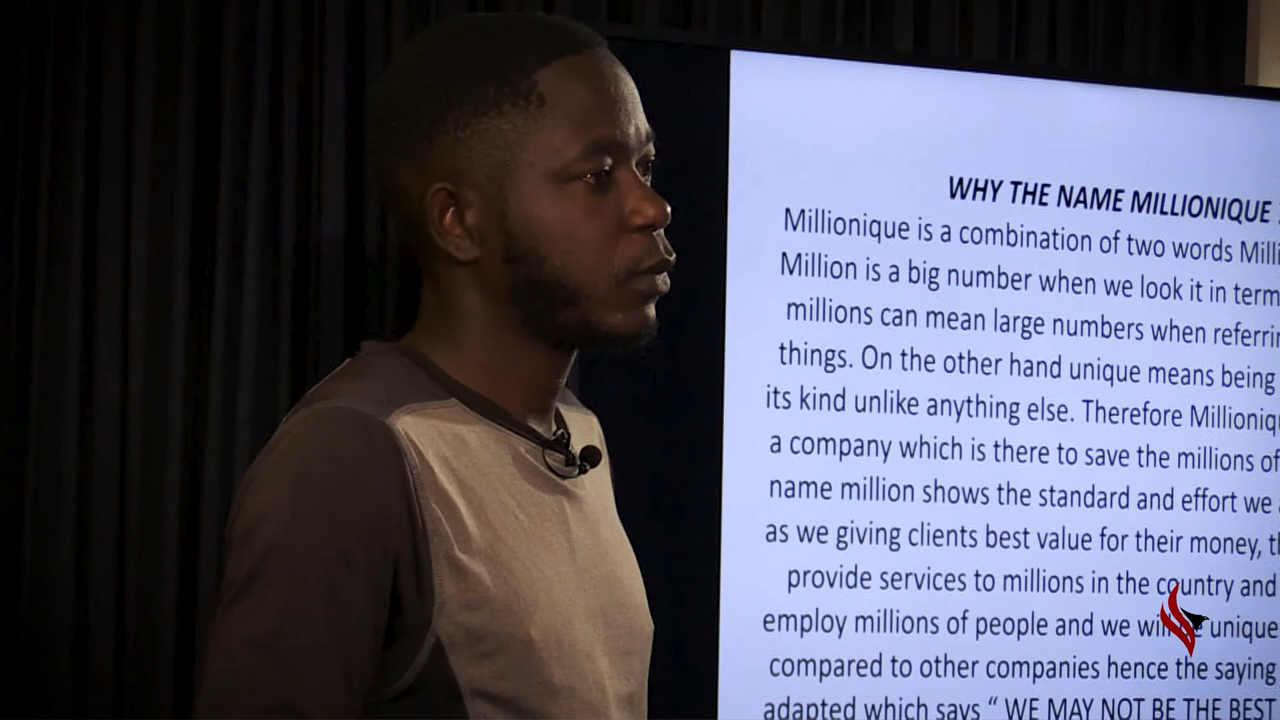 WHY THE NAME MILLIONIQUE
Millionique is a combination of two words Milli
Million is a big number when we look it in term
millions can mean large numbers when referrin
things. On the other hand unique means being
its kind unlike anything else. Therefore Millioniqu
a company which is there to save the millions of
name million shows the standard and effort we
as we giving clients best value for their money, th
provide services to millions in the country and
employ millions of people and we will be unique
compared to other companies hence the saying
adapted which says “ WE MAY NOT BE THE BEST